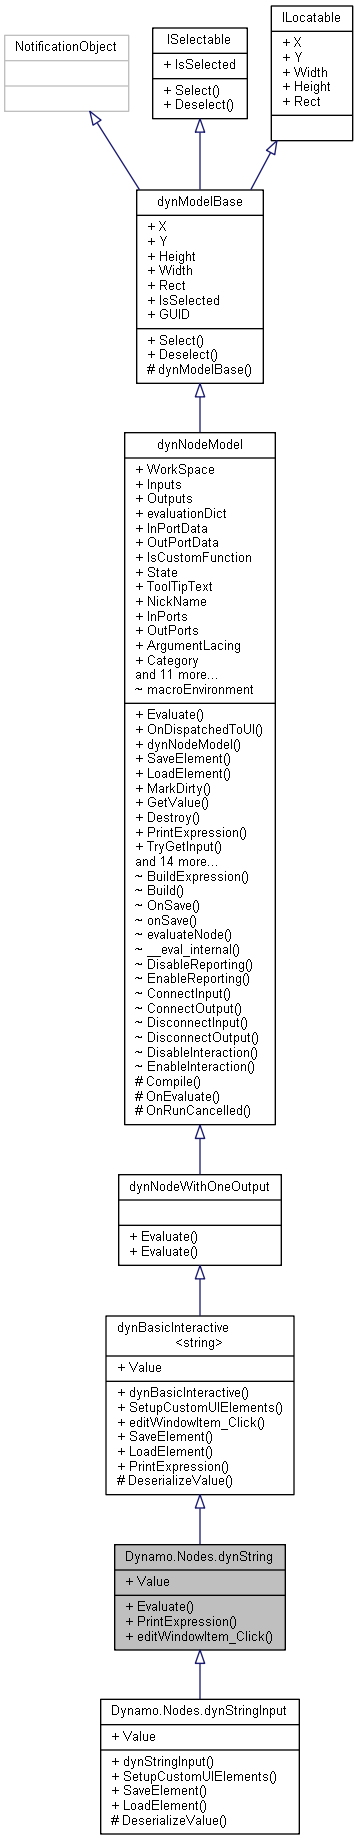 NotificationObject
ISelectable
+ IsSelected
+ Select()
+ Deselect()
ILocatable
+ X
+ Y
+ Width
+ Height
+ Rect
dynModelBase
+ X
+ Y
+ Height
+ Width
+ Rect
+ IsSelected
+ GUID
+ Select()
+ Deselect()
# dynModelBase()
dynNodeModel
+ WorkSpace
+ Inputs
+ Outputs
+ evaluationDict
+ InPortData
+ OutPortData
+ IsCustomFunction
+ State
+ ToolTipText
+ NickName
+ InPorts
+ OutPorts
+ ArgumentLacing
+ Category
and 11 more...
~ macroEnvironment
+ Evaluate()
+ OnDispatchedToUI()
+ dynNodeModel()
+ SaveElement()
+ LoadElement()
+ MarkDirty()
+ GetValue()
+ Destroy()
+ PrintExpression()
+ TryGetInput()
and 14 more...
~ BuildExpression()
~ Build()
~ OnSave()
~ onSave()
~ evaluateNode()
~ __eval_internal()
~ DisableReporting()
~ EnableReporting()
~ ConnectInput()
~ ConnectOutput()
~ DisconnectInput()
~ DisconnectOutput()
~ DisableInteraction()
~ EnableInteraction()
# Compile()
# OnEvaluate()
# OnRunCancelled()
dynNodeWithOneOutput
+ Evaluate()
+ Evaluate()
dynBasicInteractive
<string>
+ Value
+ dynBasicInteractive()
+ SetupCustomUIElements()
+ editWindowItem_Click()
+ SaveElement()
+ LoadElement()
+ PrintExpression()
# DeserializeValue()
Dynamo.Nodes.dynString
+ Value
+ Evaluate()
+ PrintExpression()
+ editWindowItem_Click()
Dynamo.Nodes.dynStringInput
+ Value
+ dynStringInput()
+ SetupCustomUIElements()
+ SaveElement()
+ LoadElement()
# DeserializeValue()